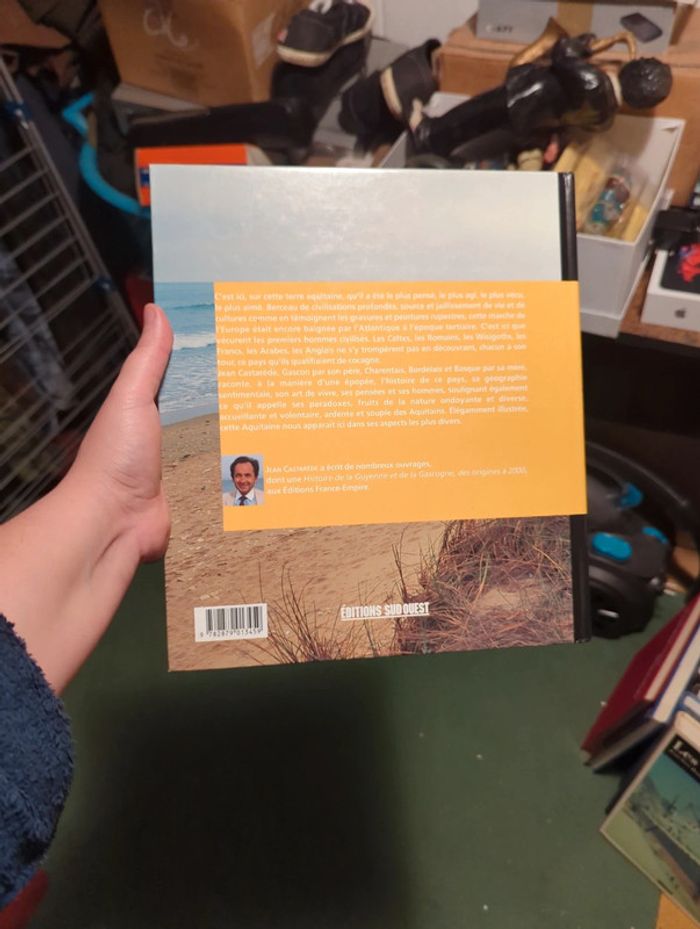 C'est ici, sur cette terre aquitaine, qu'il a été le plus pensé, le plus agi, le plus vécu,
le plus aimé. Berceau de civilisations profondes, source et jaillissement de vie et de
cultures comme en témoignent les gravures et peintures rupestres, cette marche de
l'Europe était encore baignée par l'Atlantique à l'époque tertiaire. C'est ici que
vécurent les premiers hommes civilisés. Les Celtes, les Romains, les Wisigoths, les
Francs, les Arabes, les Anglais ne s'y trompèrent pas en découvrant, chacun à son
tour, ce pays qu'ils qualifiaient de cocagne.
Jean Castarède, Gascon par son père, Charentais, Bordelais et Basque par sa mère,
raconte, à la manière d'une épopée, l'histoire de ce pays, sa géographie
sentimentale, son art de vivre, ses pensées et ses hommes, soulignant également
ce qu'il appelle ses paradoxes, fruits de la nature ondoyante et diverse,
accueillante et volontaire, ardente et souple des Aquitains. Élégamment illustrée,
cette Aquitaine nous apparaît ici dans ses aspects les plus divers.
JEAN CASTARÈDE a écrit de nombreux ouvrages,
dont une Histoire de la Guyenne et de la Gascogne, des origines à 2000,
aux Éditions France-Empire.
ÉDITIONS SUD OUEST
9 782879 013459